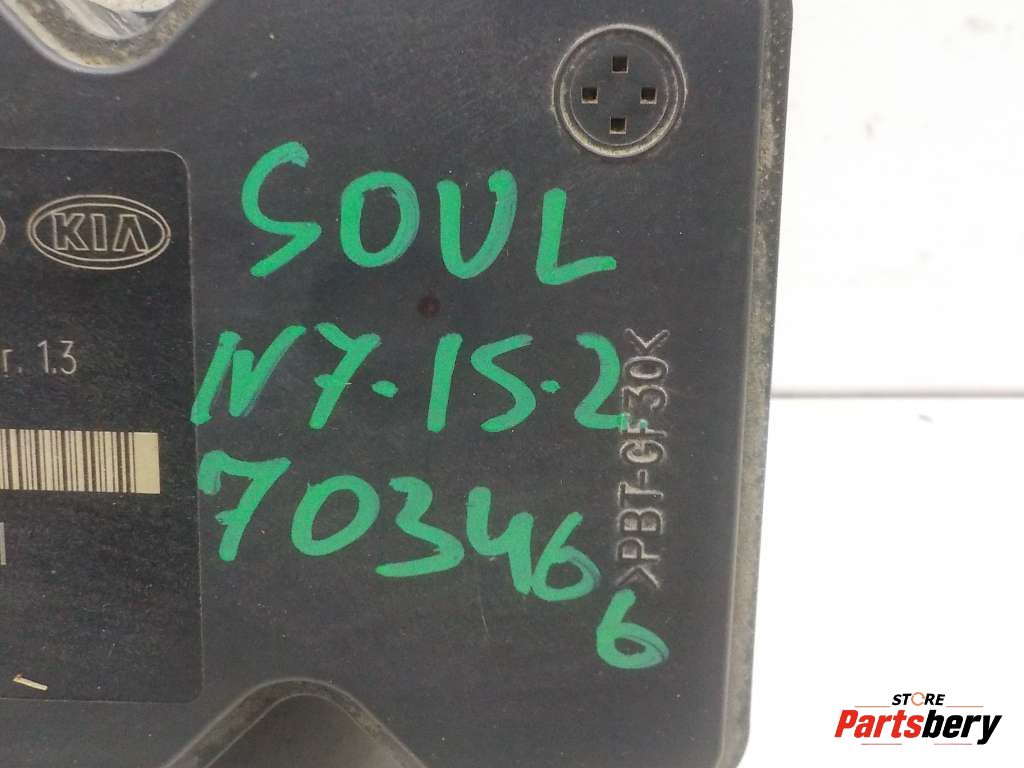 SOUL
KIA
r. 1.3
N7-15-2
703466
>PBT-GF30<
STORE
Partsbery